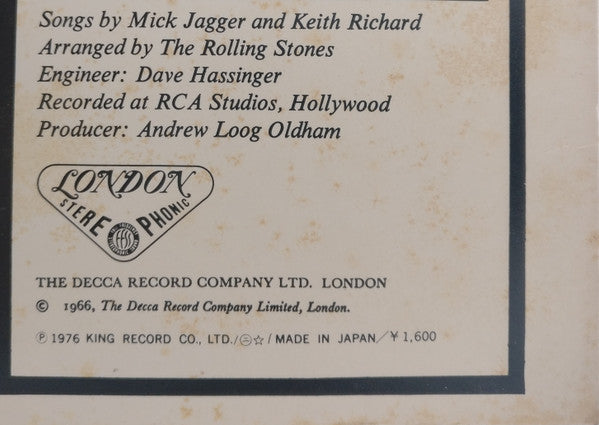 Songs by Mick Jagger and Keith Richard
Arranged by The Rolling Stones
Engineer: Dave Hassinger
Recorded at RCA Studios, Hollywood
Producer: Andrew Loog Oldham
LONDON
STEREOPHONIC
THE DECCA RECORD COMPANY LTD. LONDON
© 1966, The Decca Record Company Limited, London.
℗ 1976 KING RECORD CO., LTD./㋥☆/MADE IN JAPAN/¥1,600